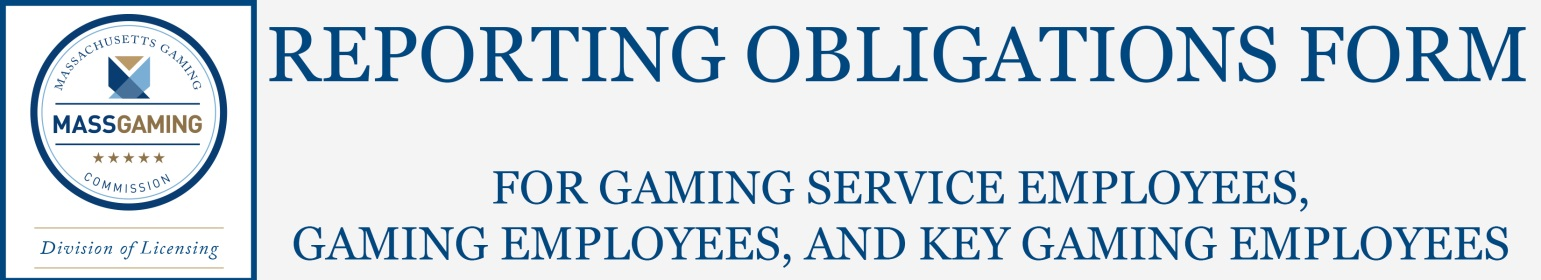 MASSACHUSETTS GAMING
MASSGAMING
COMMISSION
Division of Licensing
REPORTING OBLIGATIONS FORM
FOR GAMING SERVICE EMPLOYEES,
GAMING EMPLOYEES, AND KEY GAMING EMPLOYEES